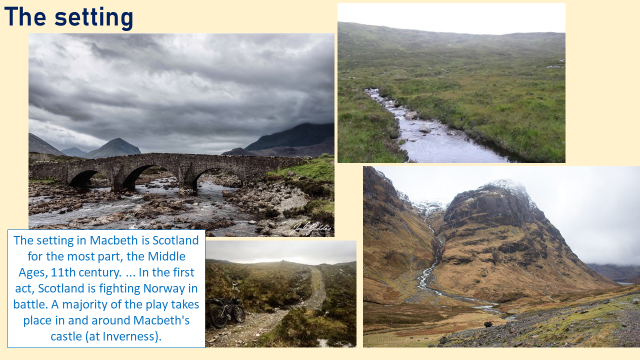 The setting
The setting in Macbeth is Scotland
for the most part, the Middle
Ages, 11th century. ... In the first
act, Scotland is fighting Norway in
battle. A majority of the play takes
place in and around Macbeth's
castle (at Inverness).